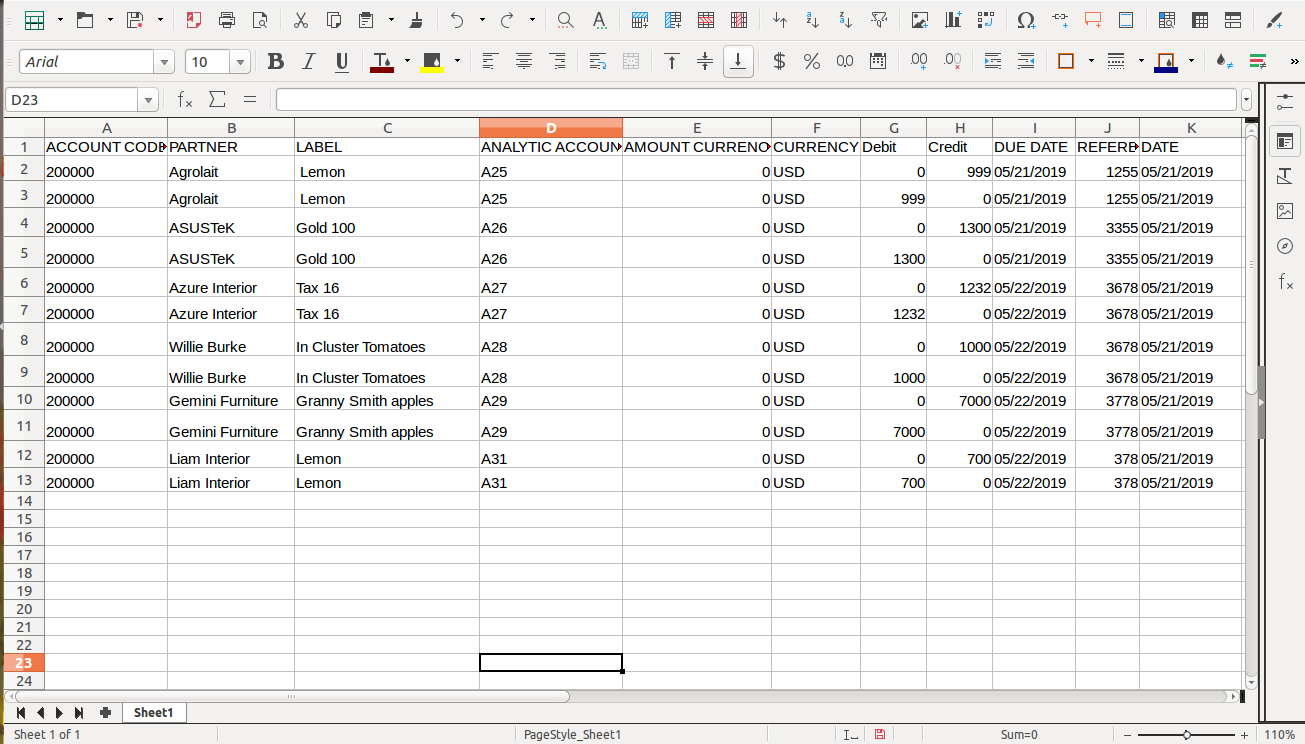 Arial 10
D23
A B C D E F G H I J K
1 ACCOUNT CODE PARTNER LABEL ANALYTIC ACCOUN AMOUNT CURRENC CURRENCY Debit Credit DUE DATE REFERE DATE
2 200000 Agrolait Lemon A25 0 USD 0 999 05/21/2019 1255 05/21/2019
3 200000 Agrolait Lemon A25 0 USD 999 0 05/21/2019 1255 05/21/2019
4 200000 ASUSTeK Gold 100 A26 0 USD 0 1300 05/21/2019 3355 05/21/2019
5 200000 ASUSTeK Gold 100 A26 0 USD 1300 0 05/21/2019 3355 05/21/2019
6 200000 Azure Interior Tax 16 A27 0 USD 0 1232 05/22/2019 3678 05/21/2019
7 200000 Azure Interior Tax 16 A27 0 USD 1232 0 05/22/2019 3678 05/21/2019
8 200000 Willie Burke In Cluster Tomatoes A28 0 USD 0 1000 05/22/2019 3678 05/21/2019
9 200000 Willie Burke In Cluster Tomatoes A28 0 USD 1000 0 05/22/2019 3678 05/21/2019
10 200000 Gemini Furniture Granny Smith apples A29 0 USD 0 7000 05/22/2019 3778 05/21/2019
11 200000 Gemini Furniture Granny Smith apples A29 0 USD 7000 0 05/22/2019 3778 05/21/2019
12 200000 Liam Interior Lemon A31 0 USD 0 700 05/22/2019 378 05/21/2019
13 200000 Liam Interior Lemon A31 0 USD 700 0 05/22/2019 378 05/21/2019
14
15
16
17
18
19
20
21
22
23
24
Sheet1
Sheet 1 of 1 PageStyle_Sheet1 Sum=0 110%